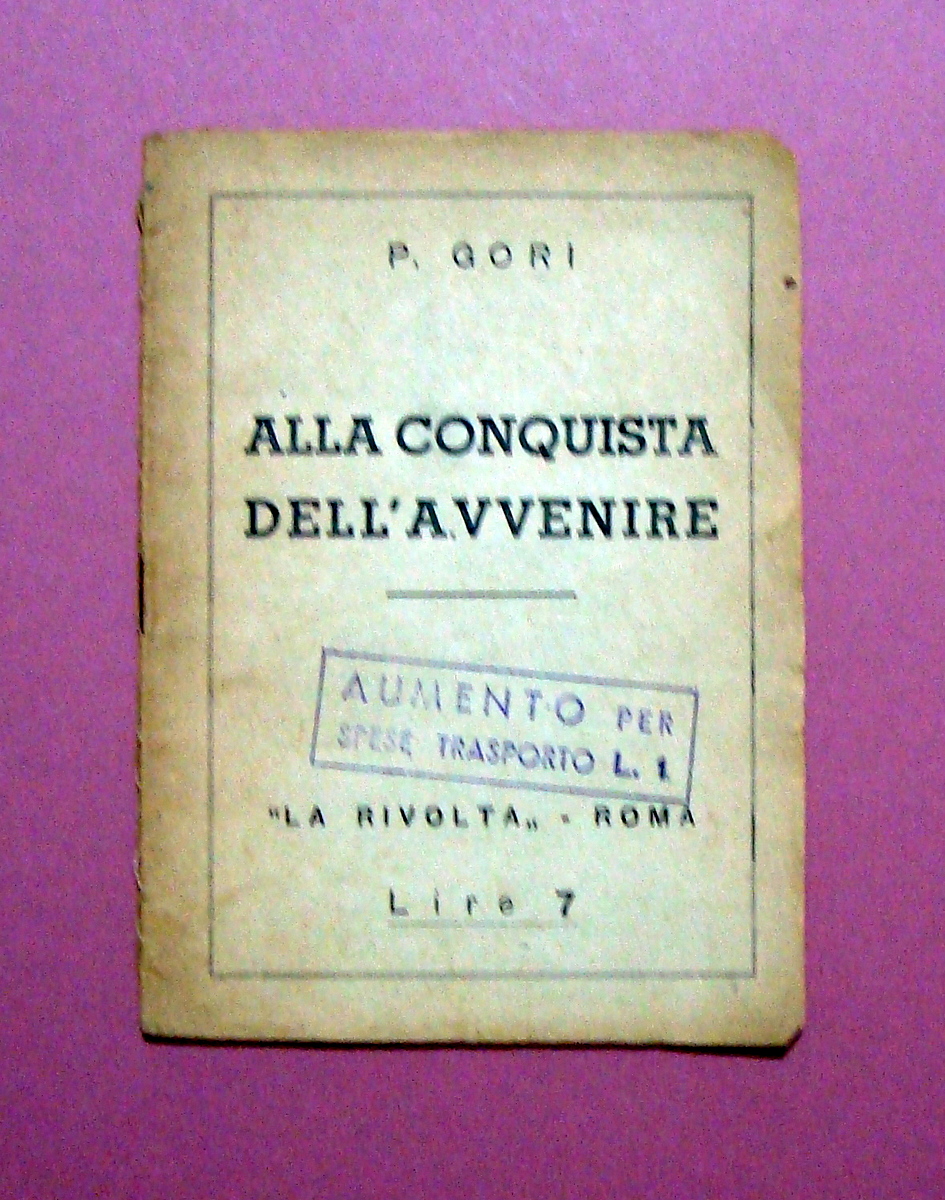 P. GORI
ALLA CONQUISTA
DELL'AVVENIRE
AUMENTO PER
SPESE TRASPORTO L. 1
"LA RIVOLTA„ - ROMA
Lire 7